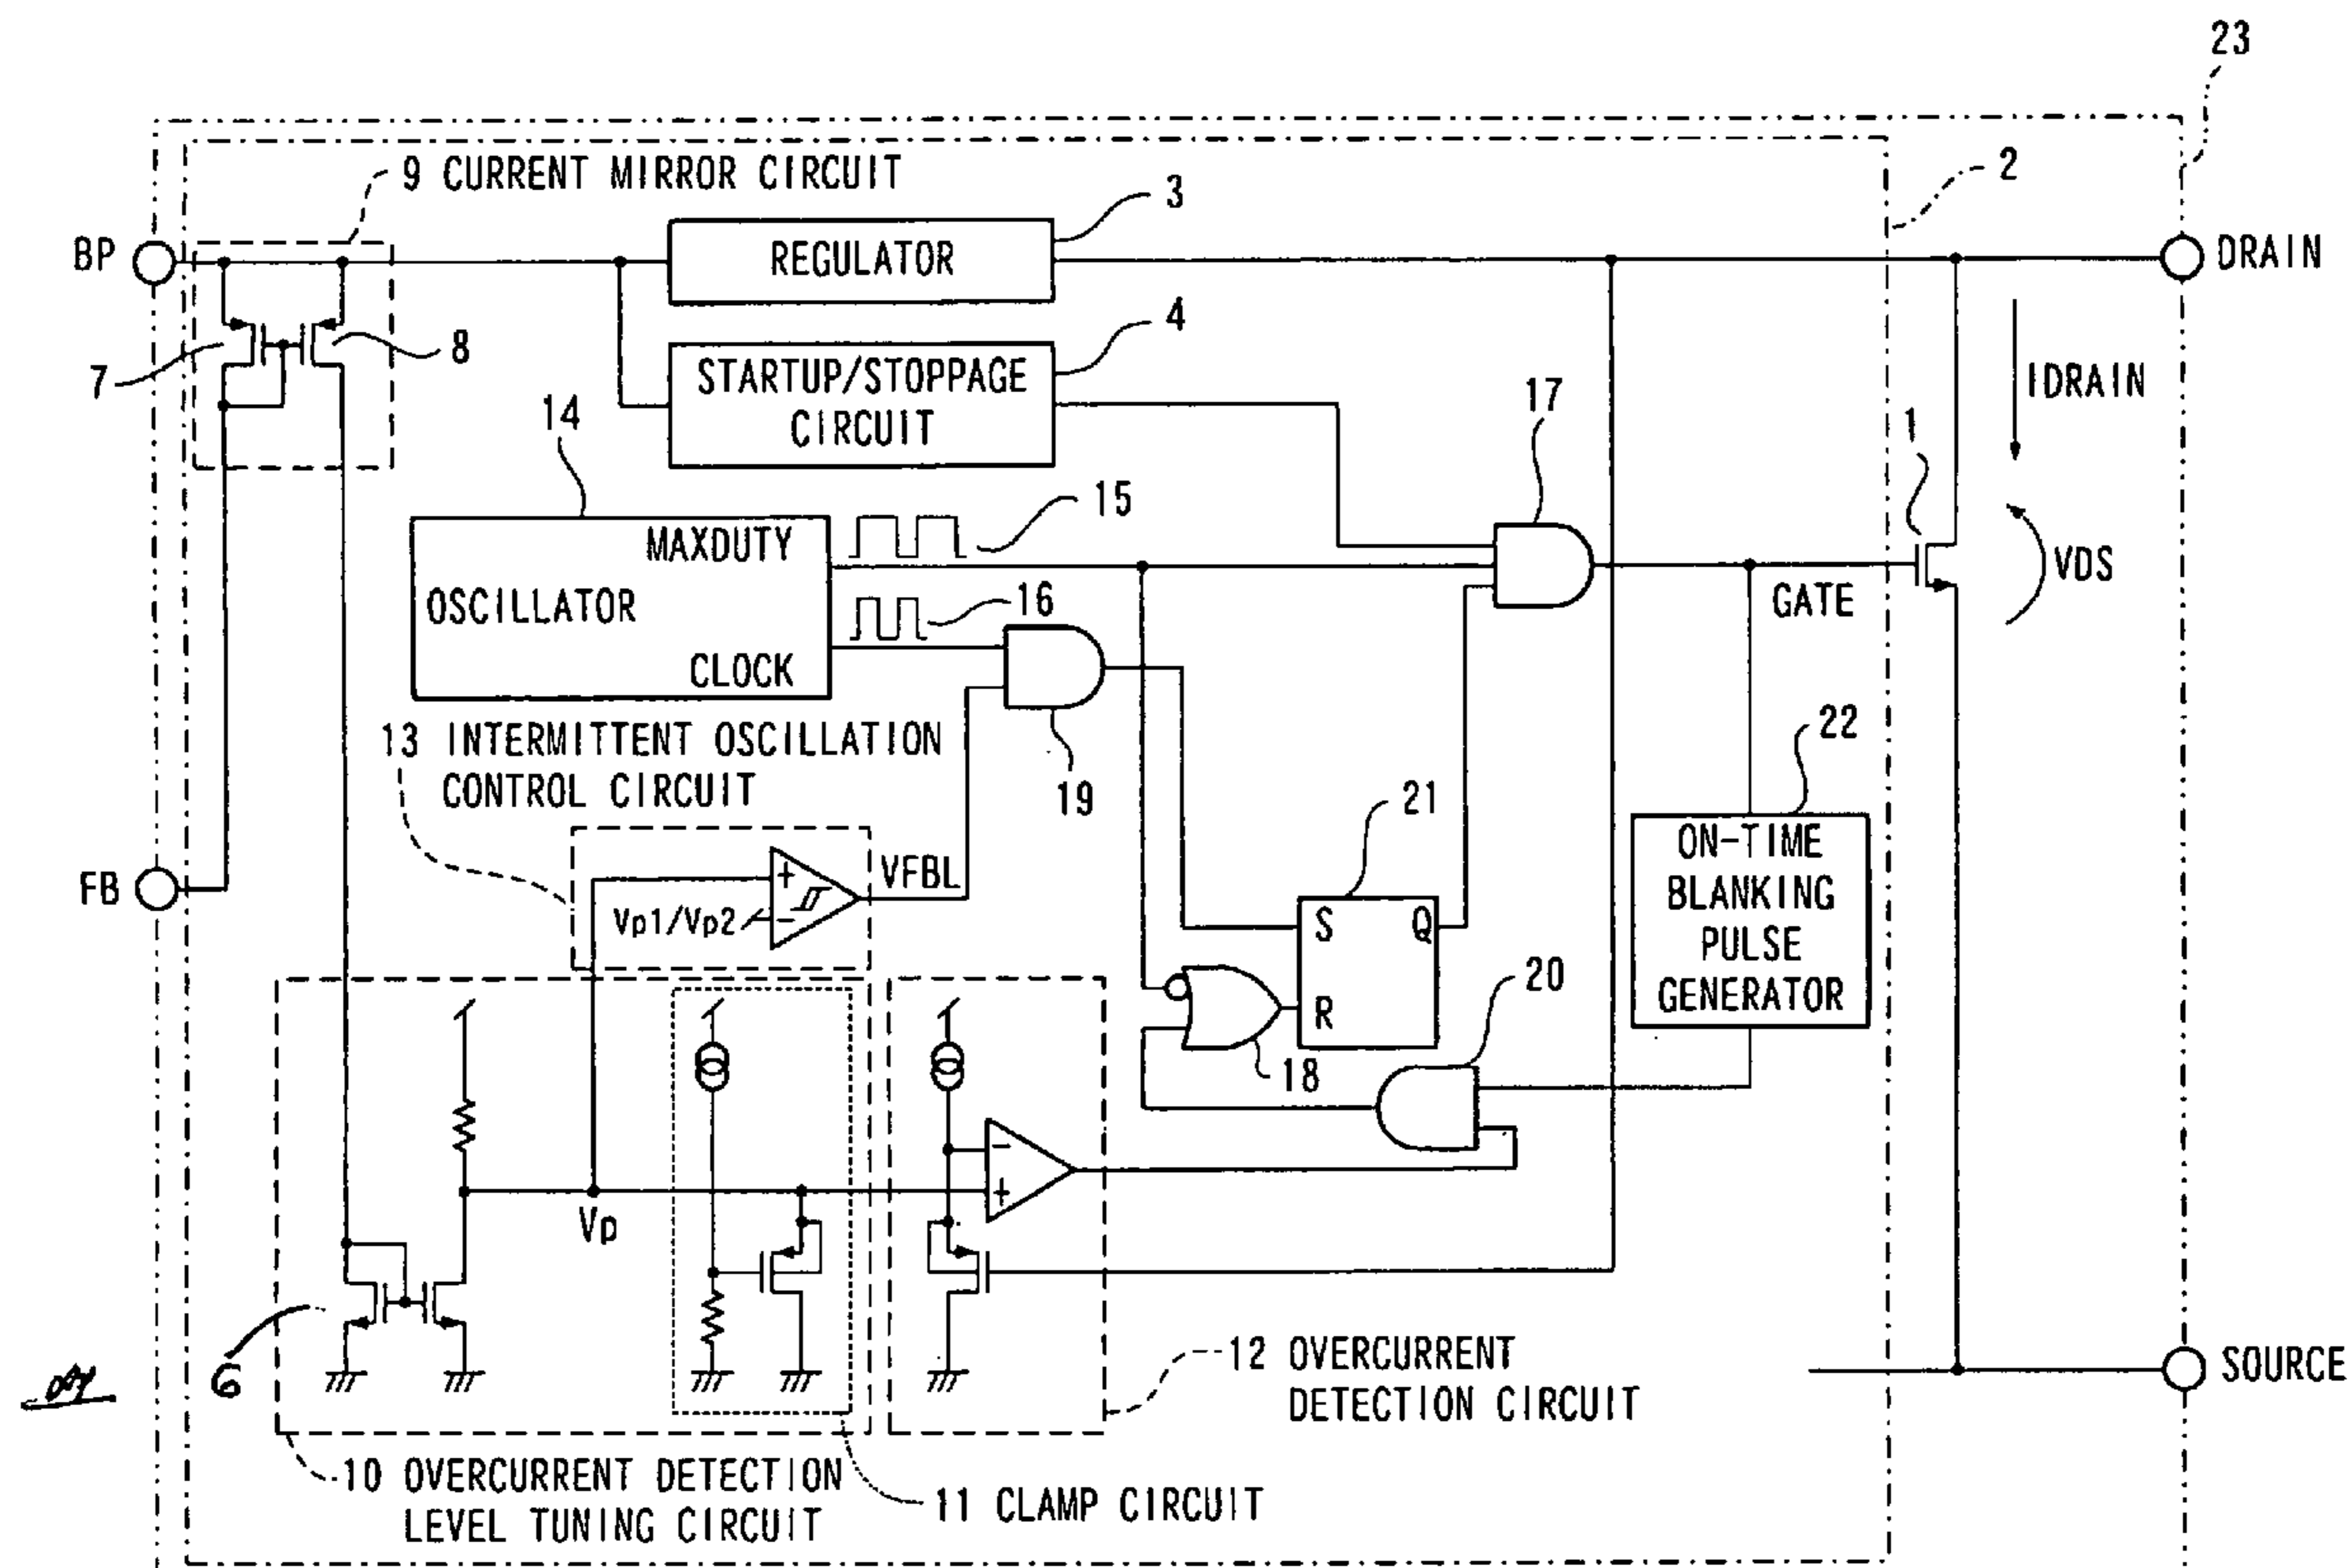 23
9 CURRENT MIRROR CIRCUIT
2
3
BP
REGULATOR
DRAIN
7
8
4
STARTUP/STOPPAGE
CIRCUIT
IDRAIN
14
17
1
MAXDUTY
15
OSCILLATOR
16
CLOCK
GATE
VDS
13 INTERMITTENT OSCILLATION
CONTROL CIRCUIT
19
21
22
ON-TIME
BLANKING
PULSE
GENERATOR
FB
+
VFBL
Vp1/Vp2
-
S
Q
R
20
18
-
+
Vp
6
12 OVERCURRENT
DETECTION CIRCUIT
SOURCE
10 OVERCURRENT DETECTION
LEVEL TUNING CIRCUIT
11 CLAMP CIRCUIT